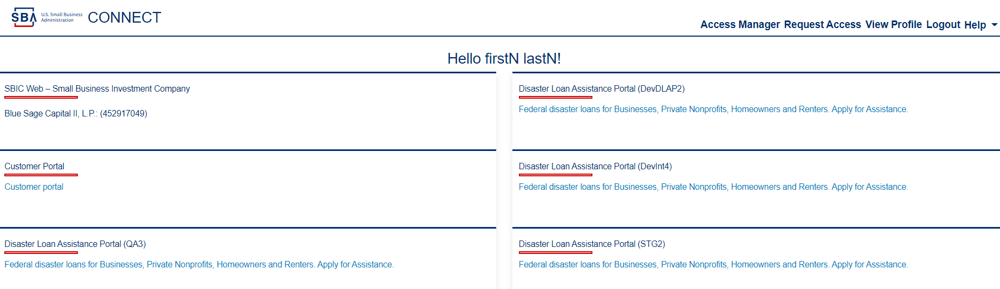 SBA U.S. Small Business Administration CONNECT
Access Manager Request Access View Profile Logout Help
Hello firstN lastN!
SBIC Web – Small Business Investment Company
Blue Sage Capital II, L.P.: (452917049)
Disaster Loan Assistance Portal (DevDLAP2)
Federal disaster loans for Businesses, Private Nonprofits, Homeowners and Renters. Apply for Assistance.
Customer Portal
Customer portal
Disaster Loan Assistance Portal (DevInt4)
Federal disaster loans for Businesses, Private Nonprofits, Homeowners and Renters. Apply for Assistance.
Disaster Loan Assistance Portal (QA3)
Federal disaster loans for Businesses, Private Nonprofits, Homeowners and Renters. Apply for Assistance.
Disaster Loan Assistance Portal (STG2)
Federal disaster loans for Businesses, Private Nonprofits, Homeowners and Renters. Apply for Assistance.